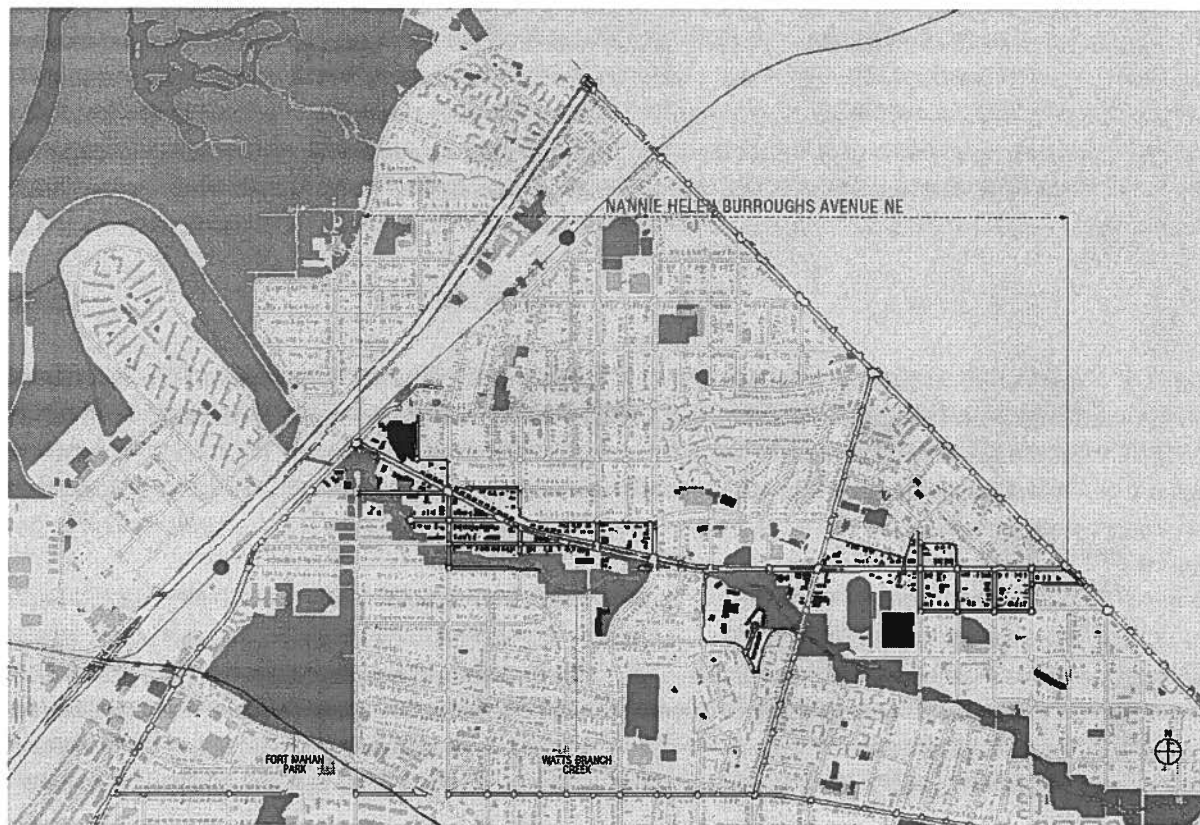 NANNIE HELEN BURROUGHS AVENUE NE
FORT MAHAN
PARK
WATTS BRANCH
CREEK
N